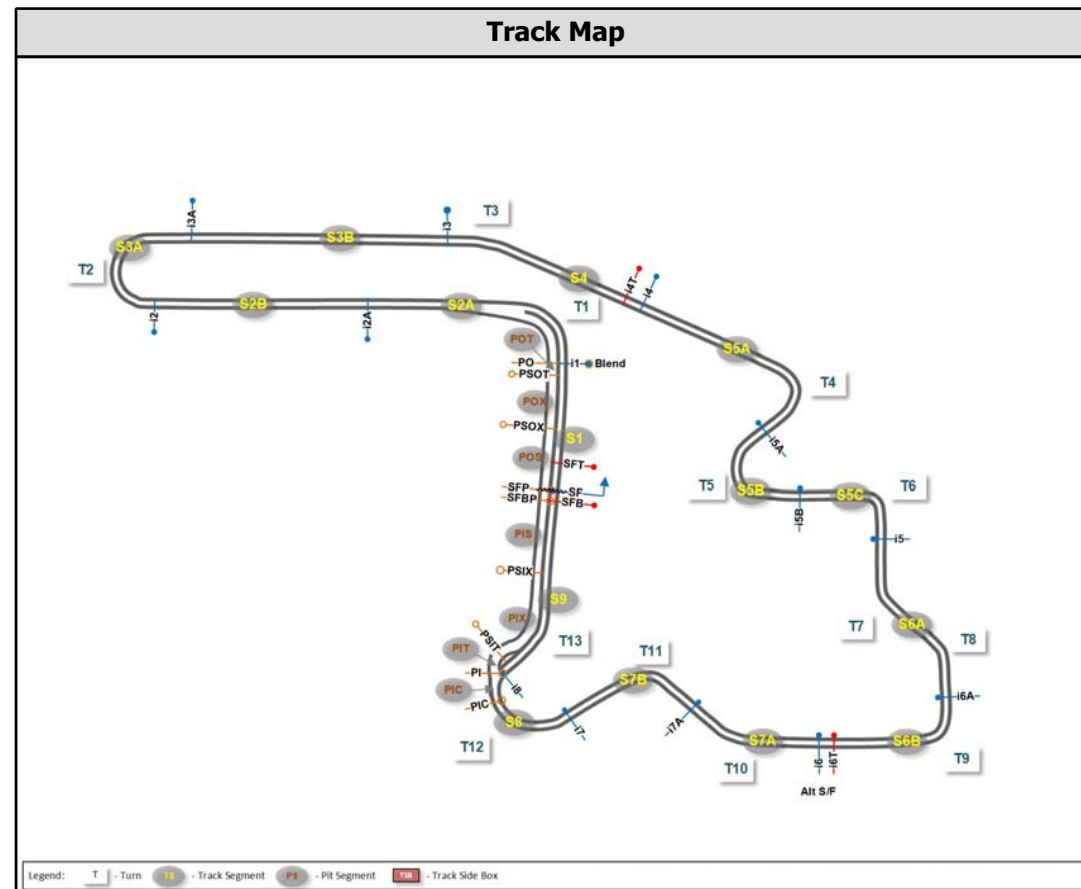 Track Map
i3A
T3
i3
S3A
S3B
T2
S4
i4T
i4
T1
S2B
S2A
i2
i2A
POT
S5A
PO
i1
Blend
PSOT
T4
POX
PSOX
S1
i5A
POS
SFT
SFP
SF
T5
S5B
S5C
T6
SFBP
SFB
i5B
PIS
i5
PSIX
S9
PIX
T7
S6A
PSIT
T13
T8
PIT
T11
PI
i8
S7B
PIC
PIC
i6A
i7
i7A
S8
T12
S7A
S6B
T10
i6
i6T
T9
Alt S/F
Legend: T - Turn TS - Track Segment PS - Pit Segment TSB - Track Side Box